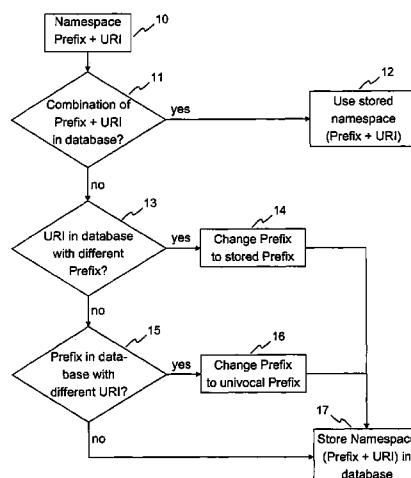 Namespace
Prefix + URI
10
11
Combination of
Prefix + URI
in database?
yes
12
Use stored
namespace
(Prefix + URI)
no
13
URI in database
with different
Prefix?
yes
14
Change Prefix
to stored Prefix
no
15
Prefix in data-
base with
different URI?
yes
16
Change Prefix
to univocal Prefix
no
17
Store Namespace
(Prefix + URI) in
database